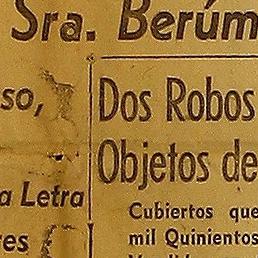 Sra. Berúm
so,
a Letra
res
Dos Robos
Objetos de
Cubiertos que
mil Quinientos